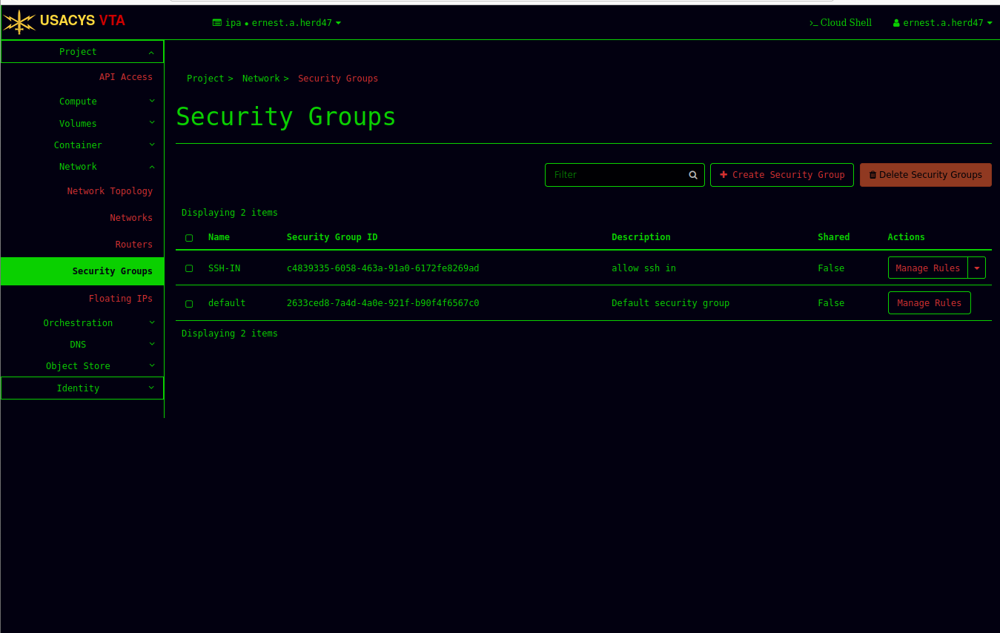 USACYS VTA
ipa • ernest.a.herd47
>_ Cloud Shell
ernest.a.herd47
Project
API Access
Compute
Volumes
Container
Network
Network Topology
Networks
Routers
Security Groups
Floating IPs
Orchestration
DNS
Object Store
Identity
Project > Network > Security Groups
Security Groups
Filter
Create Security Group
Delete Security Groups
Displaying 2 items
Name Security Group ID Description Shared Actions
SSH-IN c4839335-6058-463a-91a0-6172fe8269ad allow ssh in False Manage Rules
default 2633ced8-7a4d-4a0e-921f-b90f4f6567c0 Default security group False Manage Rules
Displaying 2 items